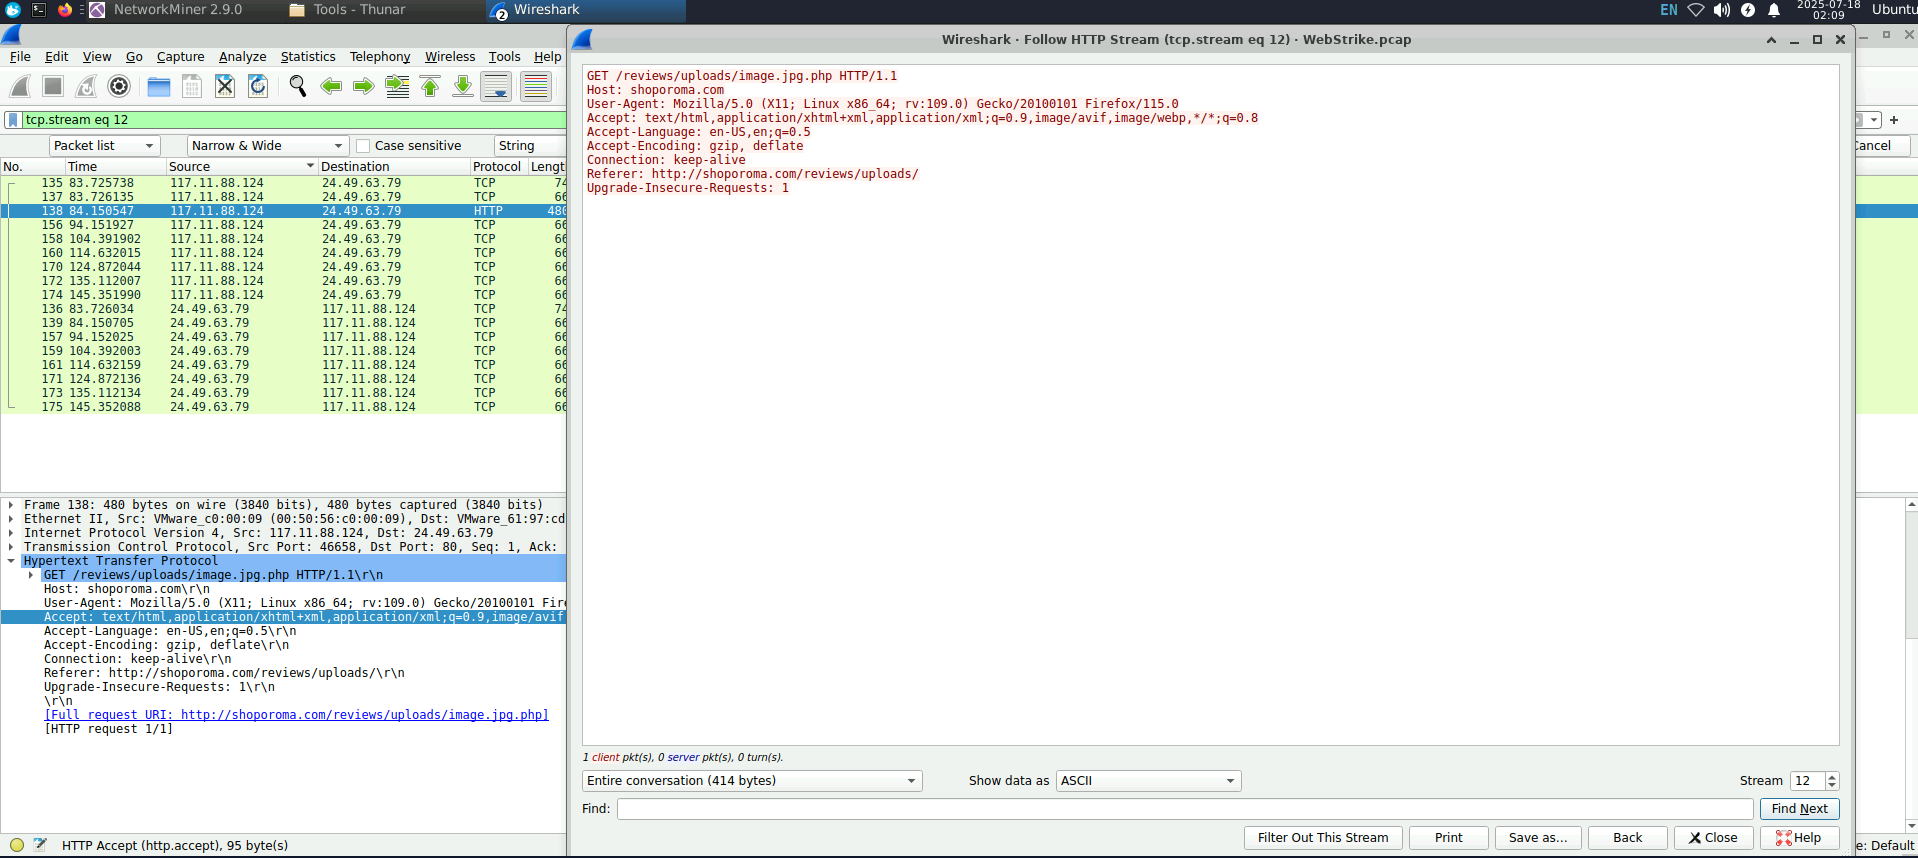 NetworkMiner 2.9.0
Tools - Thunar
2
Wireshark
EN
2025-07-18
02:09
Ubuntu
Wireshark · Follow HTTP Stream (tcp.stream eq 12) · WebStrike.pcap
File Edit View Go Capture Analyze Statistics Telephony Wireless Tools Help
tcp.stream eq 12
Packet list
Narrow & Wide
Case sensitive
String
Cancel
No. Time Source Destination Protocol Lengt
135 83.725738 117.11.88.124 24.49.63.79 TCP 74
137 83.726135 117.11.88.124 24.49.63.79 TCP 66
138 84.150547 117.11.88.124 24.49.63.79 HTTP 480
156 94.151927 117.11.88.124 24.49.63.79 TCP 66
158 104.391902 117.11.88.124 24.49.63.79 TCP 66
160 114.632015 117.11.88.124 24.49.63.79 TCP 66
170 124.872044 117.11.88.124 24.49.63.79 TCP 66
172 135.112007 117.11.88.124 24.49.63.79 TCP 66
174 145.351990 117.11.88.124 24.49.63.79 TCP 66
136 83.726034 24.49.63.79 117.11.88.124 TCP 74
139 84.150705 24.49.63.79 117.11.88.124 TCP 66
157 94.152025 24.49.63.79 117.11.88.124 TCP 66
159 104.392003 24.49.63.79 117.11.88.124 TCP 66
161 114.632159 24.49.63.79 117.11.88.124 TCP 66
171 124.872136 24.49.63.79 117.11.88.124 TCP 66
173 135.112134 24.49.63.79 117.11.88.124 TCP 66
175 145.352088 24.49.63.79 117.11.88.124 TCP 66
Frame 138: 480 bytes on wire (3840 bits), 480 bytes captured (3840 bits)
Ethernet II, Src: VMware_c0:00:09 (00:50:56:c0:00:09), Dst: VMware_61:97:cd
Internet Protocol Version 4, Src: 117.11.88.124, Dst: 24.49.63.79
Transmission Control Protocol, Src Port: 46658, Dst Port: 80, Seq: 1, Ack:
Hypertext Transfer Protocol
GET /reviews/uploads/image.jpg.php HTTP/1.1\r\n
Host: shoporoma.com\r\n
User-Agent: Mozilla/5.0 (X11; Linux x86_64; rv:109.0) Gecko/20100101 Fire
Accept: text/html,application/xhtml+xml,application/xml;q=0.9,image/avif
Accept-Language: en-US,en;q=0.5\r\n
Accept-Encoding: gzip, deflate\r\n
Connection: keep-alive\r\n
Referer: http://shoporoma.com/reviews/uploads/\r\n
Upgrade-Insecure-Requests: 1\r\n
\r\n
[Full request URI: http://shoporoma.com/reviews/uploads/image.jpg.php]
[HTTP request 1/1]
HTTP Accept (http.accept), 95 byte(s)
e: Default
GET /reviews/uploads/image.jpg.php HTTP/1.1
Host: shoporoma.com
User-Agent: Mozilla/5.0 (X11; Linux x86_64; rv:109.0) Gecko/20100101 Firefox/115.0
Accept: text/html,application/xhtml+xml,application/xml;q=0.9,image/avif,image/webp,*/*;q=0.8
Accept-Language: en-US,en;q=0.5
Accept-Encoding: gzip, deflate
Connection: keep-alive
Referer: http://shoporoma.com/reviews/uploads/
Upgrade-Insecure-Requests: 1
1 client pkt(s), 0 server pkt(s), 0 turn(s).
Entire conversation (414 bytes)
Show data as ASCII
Stream 12
Find:
Find Next
Filter Out This Stream
Print
Save as...
Back
Close
Help